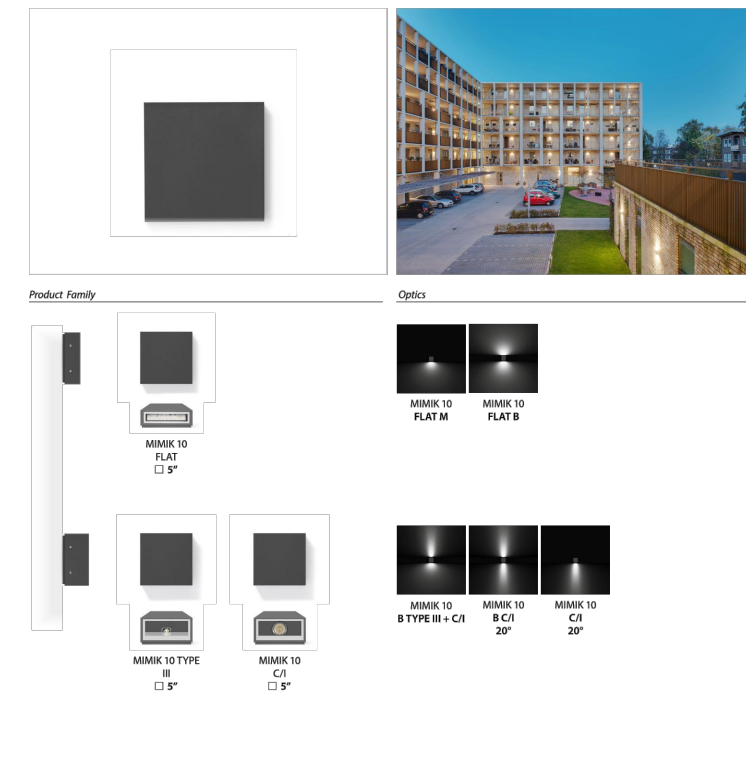 Product Family
Optics
MIMIK 10
FLAT
□ 5"
MIMIK 10
FLAT M
MIMIK 10
FLAT B
MIMIK 10 TYPE
III
□ 5"
MIMIK 10
C/I
□ 5"
MIMIK 10
B TYPE III + C/I
MIMIK 10
B C/I
20°
MIMIK 10
C/I
20°